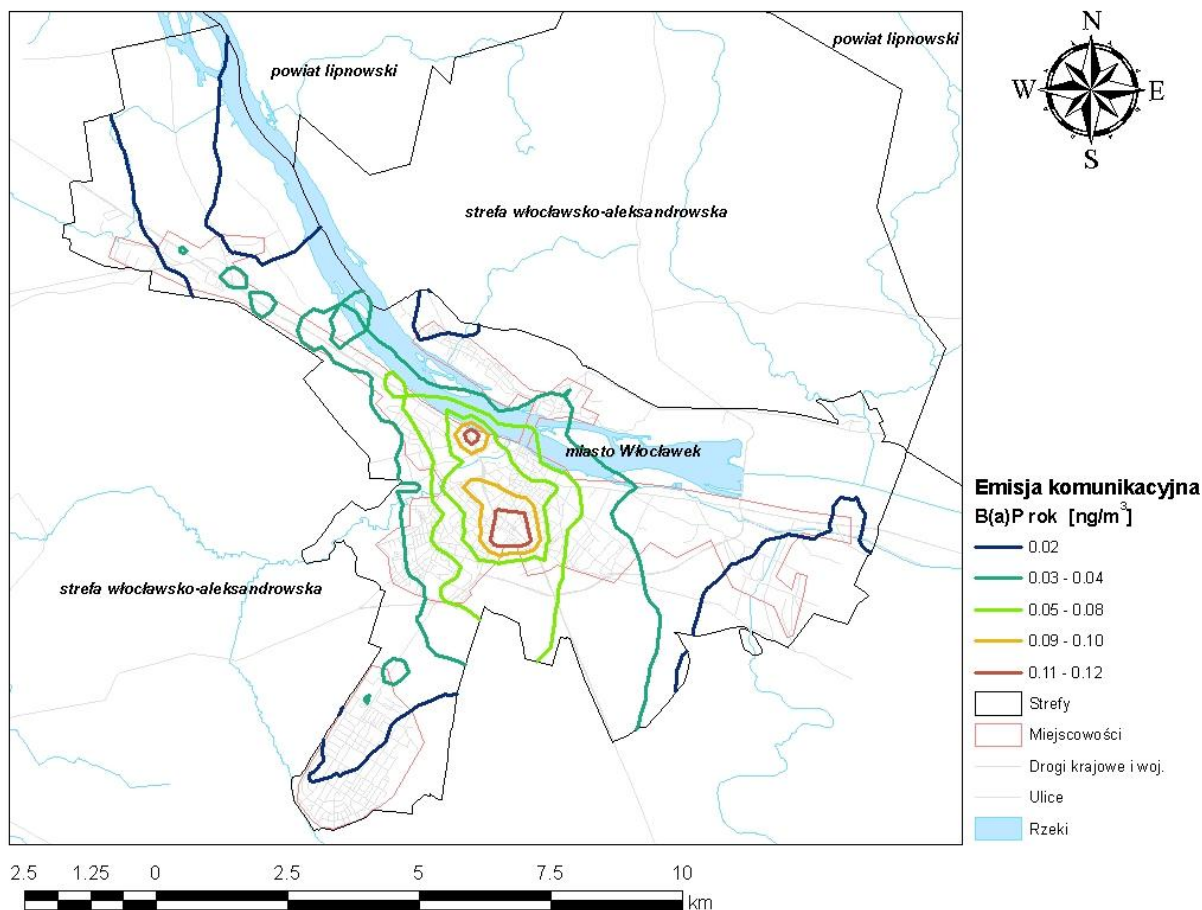 powiat lipnowski
powiat lipnowski
N
W E
S
strefa włocławsko-aleksandrowska
miasto Włocławek
strefa włocławsko-aleksandrowska
Emisja komunikacyjna
B(a)P rok [ng/m³]
0.02
0.03 - 0.04
0.05 - 0.08
0.09 - 0.10
0.11 - 0.12
Strefy
Miejscowości
Drogi krajowe i woj.
Ulice
Rzeki
2.5 1.25 0 2.5 5 7.5 10
km